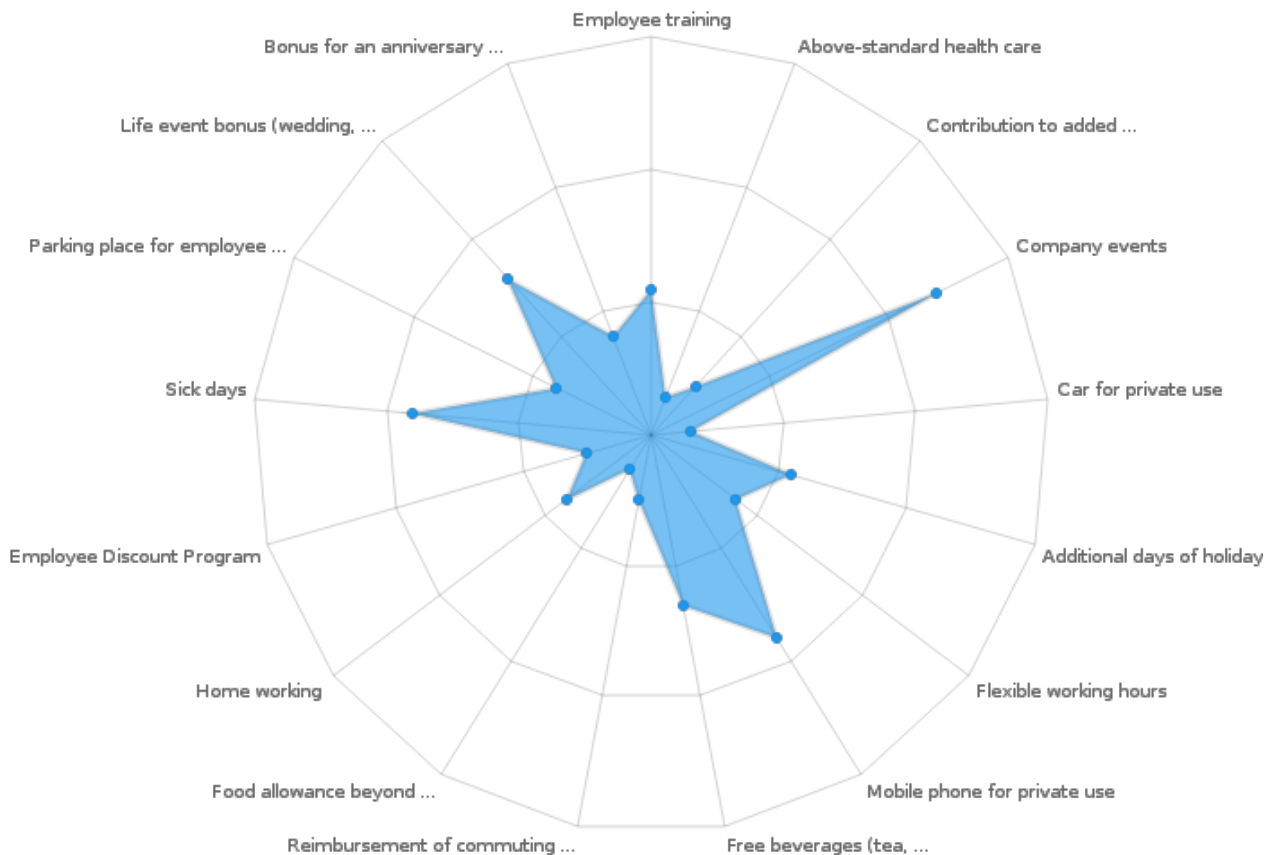 Employee training
Bonus for an anniversary ...
Above-standard health care
Life event bonus (wedding, ...
Contribution to added ...
Parking place for employee ...
Company events
Sick days
Car for private use
Employee Discount Program
Additional days of holiday
Home working
Flexible working hours
Food allowance beyond ...
Mobile phone for private use
Reimbursement of commuting ...
Free beverages (tea, ...